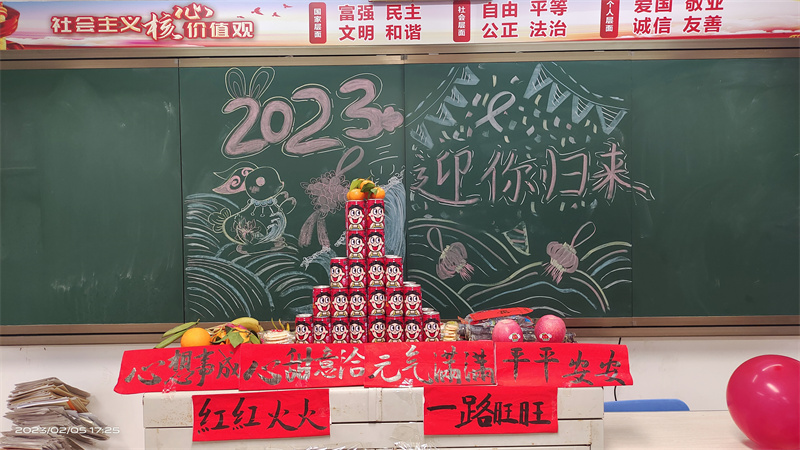 社会主义核心价值观
国家层面
富强 民主
文明 和谐
社会层面
自由 平等
公正 法治
个人层面
爱国 敬业
诚信 友善
2023
迎你归来
心想事成
心甜意洽
元气满满
平平安安
红红火火
一路旺旺
2023/02/05 17:25